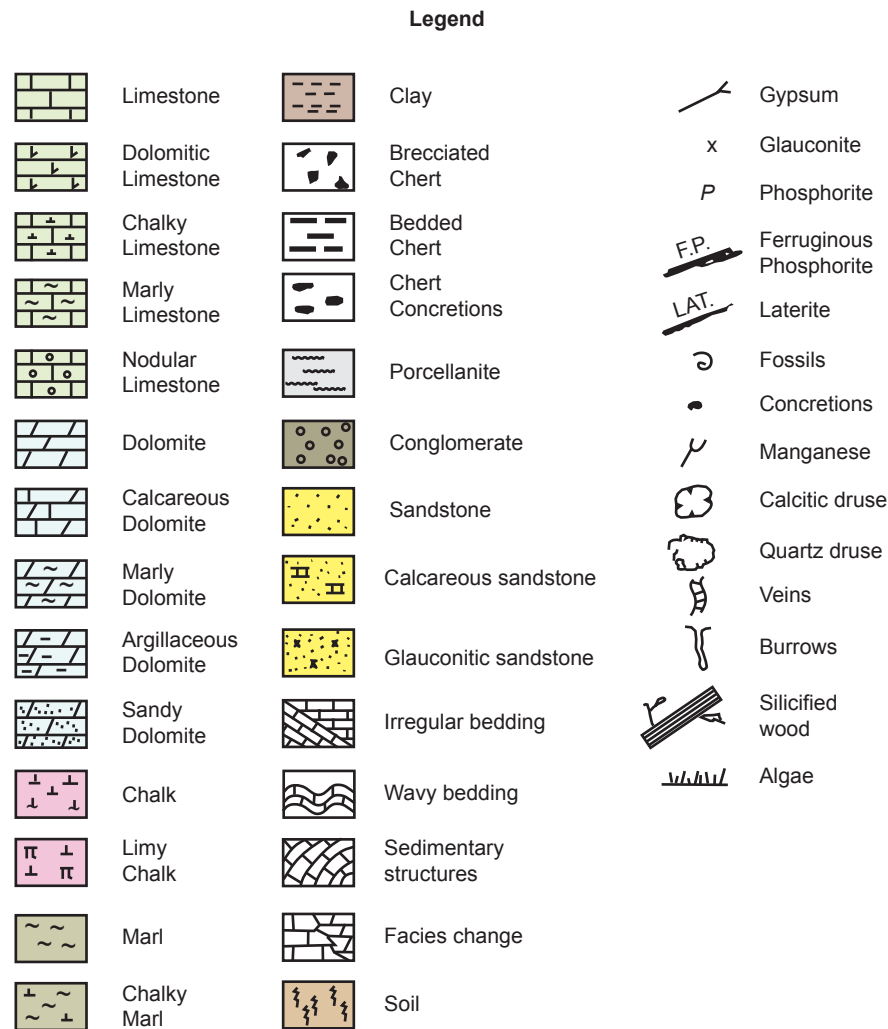 Legend
Limestone
Dolomitic
Limestone
Chalky
Limestone
Marly
Limestone
Nodular
Limestone
Dolomite
Calcareous
Dolomite
Marly
Dolomite
Argillaceous
Dolomite
Sandy
Dolomite
Chalk
Limy
Chalk
Marl
Chalky
Marl
Clay
Brecciated
Chert
Bedded
Chert
Chert
Concretions
Porcellanite
Conglomerate
Sandstone
Calcareous sandstone
Glauconitic sandstone
Irregular bedding
Wavy bedding
Sedimentary
structures
Facies change
Soil
Gypsum
x Glauconite
P Phosphorite
F.P. Ferruginous
Phosphorite
LAT. Laterite
Fossils
Concretions
Manganese
Calcitic druse
Quartz druse
Veins
Burrows
Silicified
wood
Algae